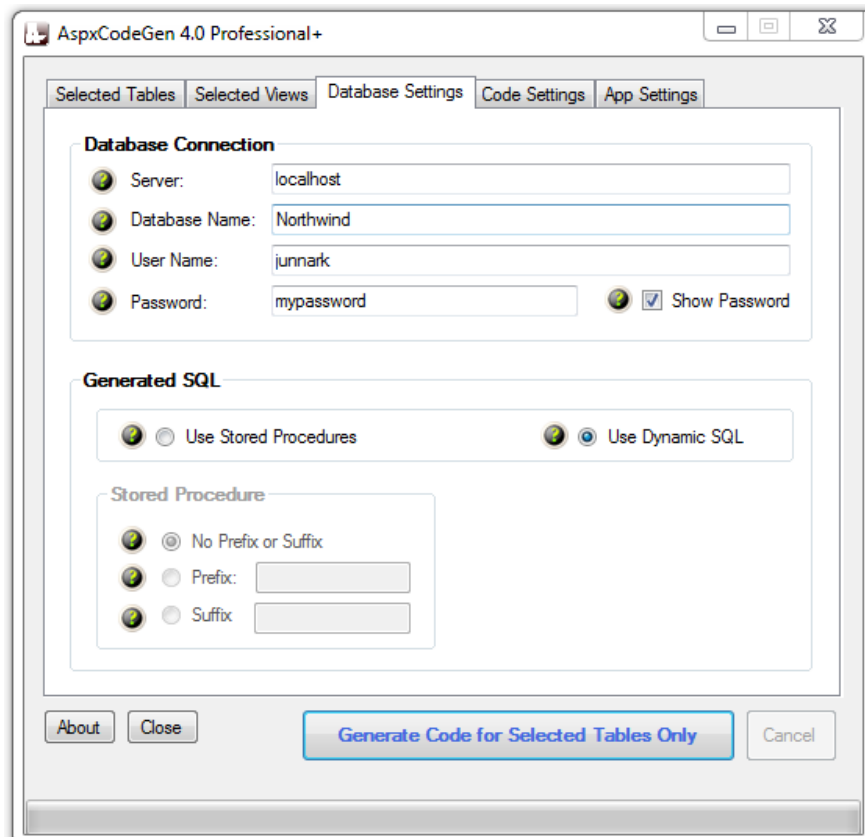 AspxCodeGen 4.0 Professional+
Selected Tables Selected Views Database Settings Code Settings App Settings
Database Connection
Server: localhost
Database Name: Northwind
User Name: junnark
Password: mypassword Show Password
Generated SQL
Use Stored Procedures Use Dynamic SQL
Stored Procedure
No Prefix or Suffix
Prefix:
Suffix
About Close Generate Code for Selected Tables Only Cancel